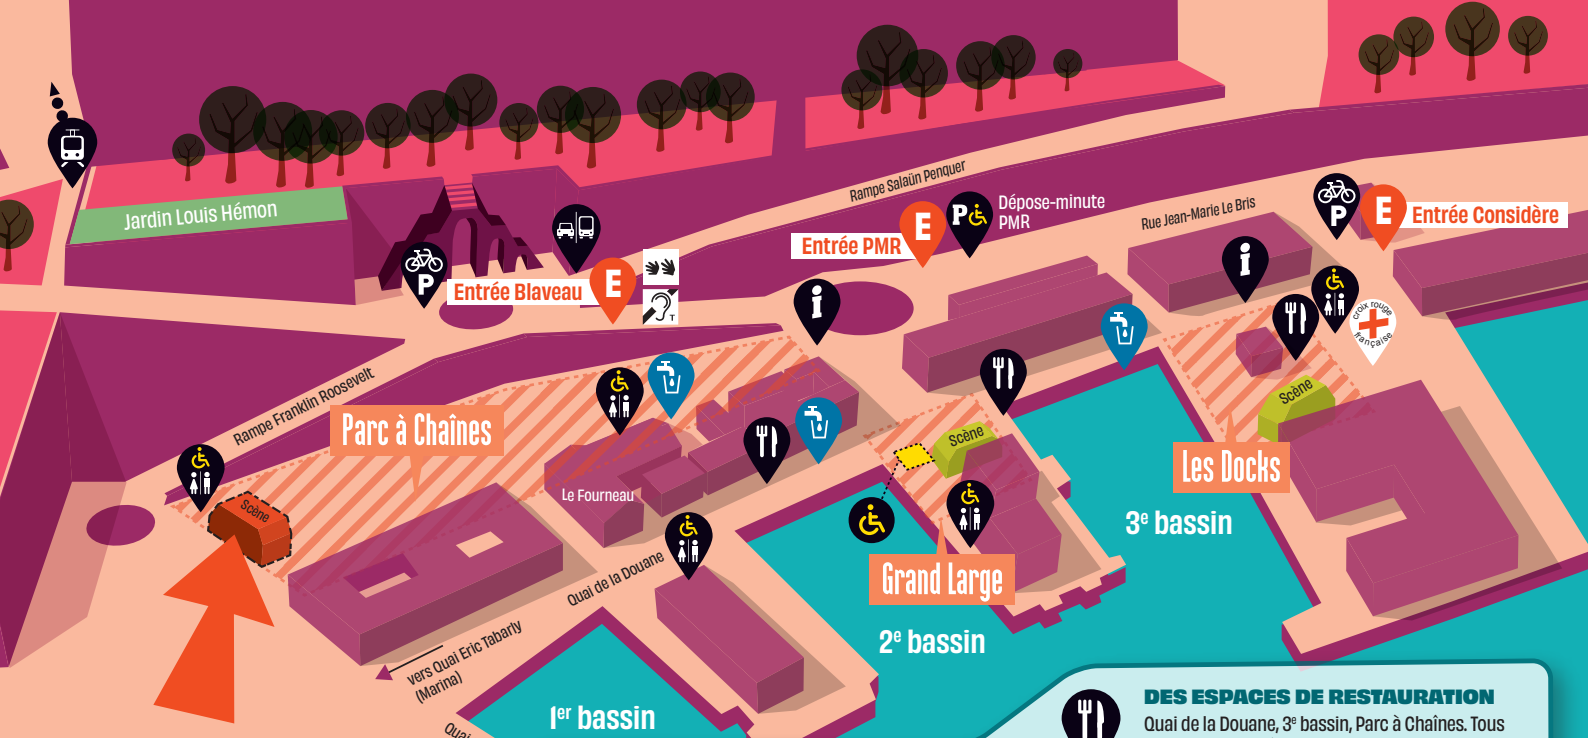 Jardin Louis Hémon
Rampe Salaün Penquer
P
Dépose-minute
PMR
E
Entrée PMR
Rue Jean-Marie Le Bris
P
E
Entrée Considère
P
Entrée Blaveau
E
T
i
i
croix rouge
française
Rampe Franklin Roosevelt
Parc à Chaînes
Scène
Scène
Scène
Le Fourneau
Les Docks
Grand Large
3e bassin
2e bassin
1er bassin
Quai de la Douane
vers Quai Eric Tabarly
(Marina)
Quai
DES ESPACES DE RESTAURATION
Quai de la Douane, 3e bassin, Parc à Chaînes. Tous